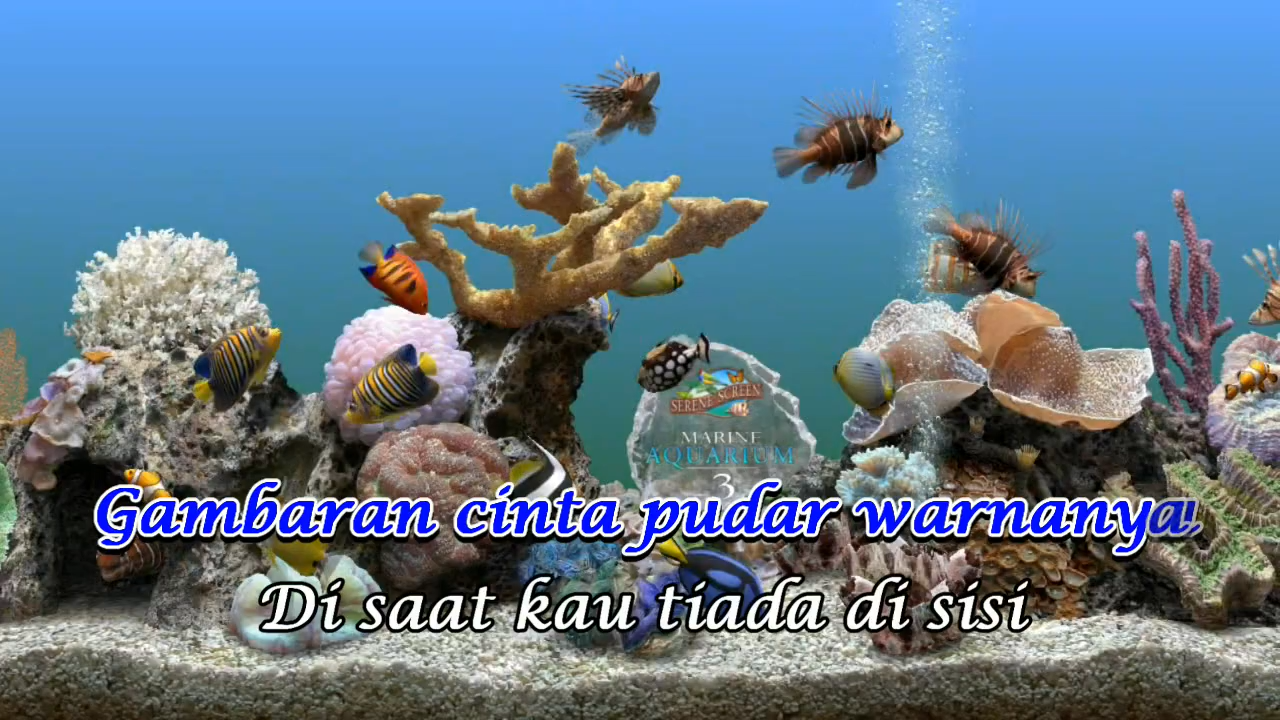 SERENE SCREEN
MARINE
AQUARIUM
3
Gambaran cinta pudar warnanya
Di saat kau tiada di sisi